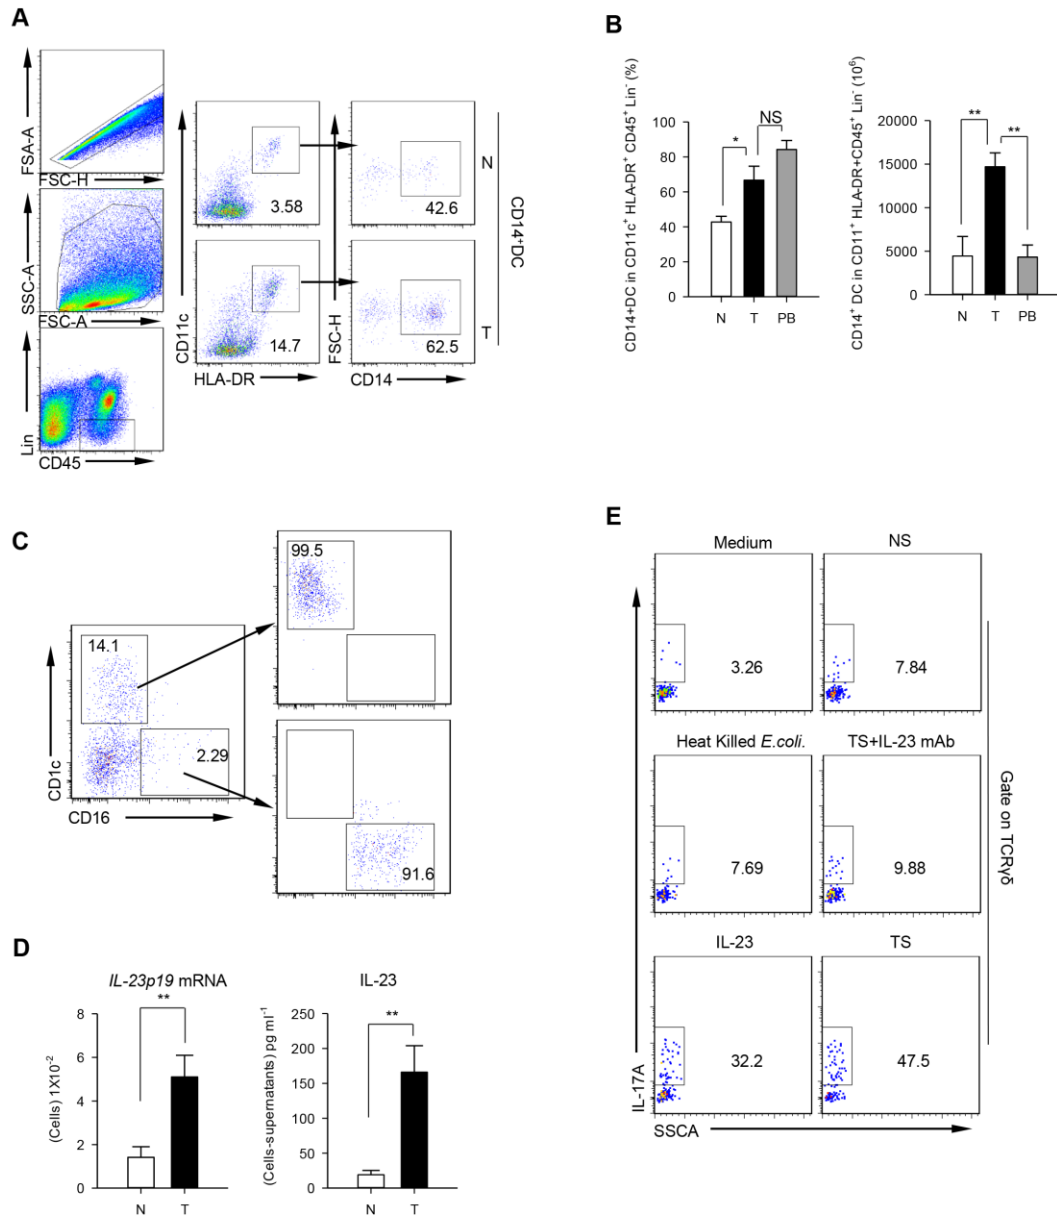 A
FSA-A
FSC-H
SSC-A
FSC-A
Lin
CD45
CD11c
HLA-DR
3.58
14.7
FSC-H
CD14
42.6
62.5
N
CD14+DC
T
B
CD14+DC in CD11c+ HLA-DR+ CD45+ Lin- (%)
100
80
60
40
20
0
*
NS
N T PB
CD14+ DC in CD11+ HLA-DR+CD45+ Lin- (10⁶)
20000
15000
10000
5000
0
**
**
N T PB
C
14.1
2.29
CD1c
CD16
99.5
91.6
D
IL-23p19 mRNA
**
(Cells) 1X10-2
8
6
4
2
0
N T
IL-23
**
(Cells-supernatants) pg ml-1
250
200
150
100
50
0
N T
E
Medium NS
3.26 7.84
Heat Killed E.coli. TS+IL-23 mAb
7.69 9.88
IL-23 TS
32.2 47.5
IL-17A
SSCA
Gate on TCRγδ